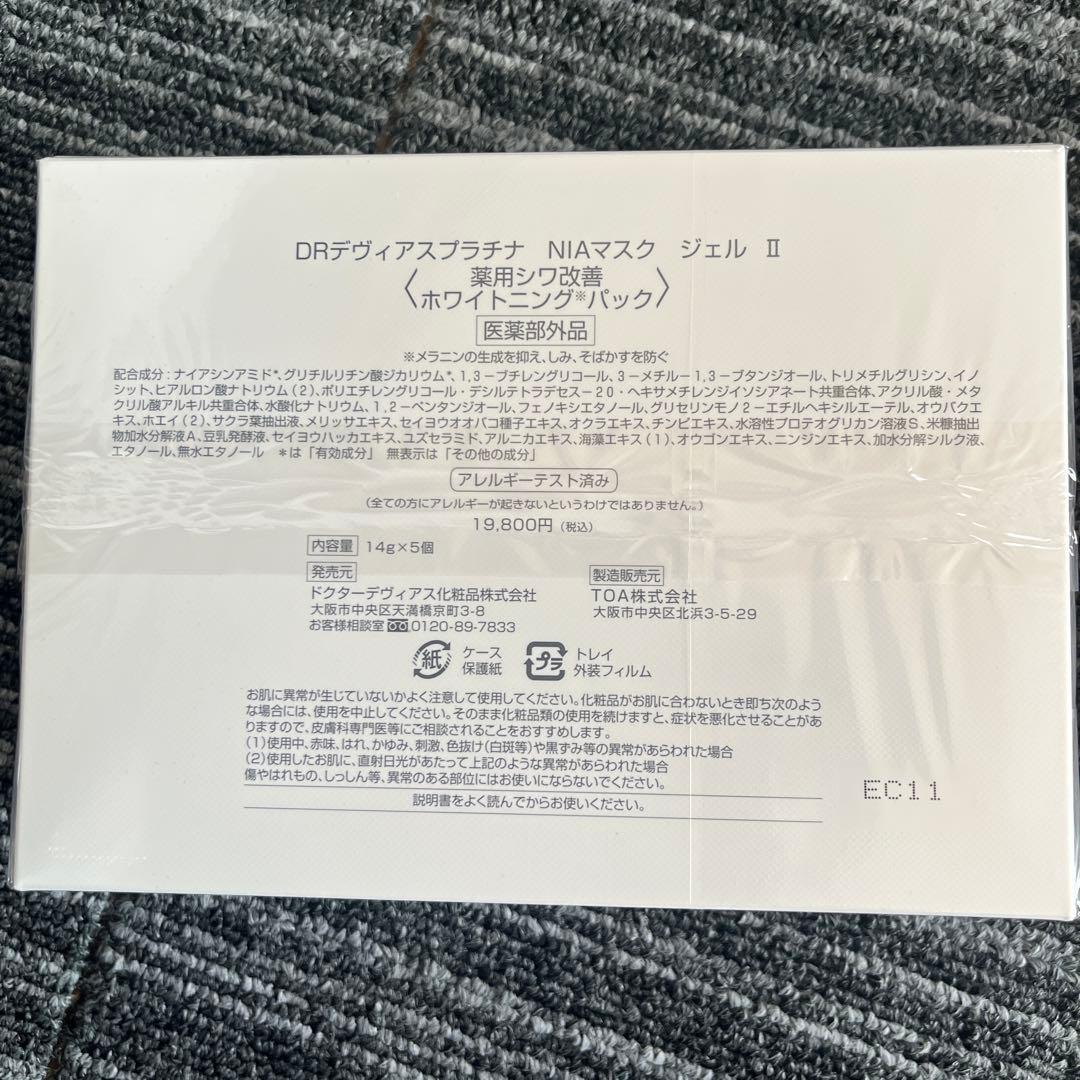 DRデヴィアスプラチナ NIAマスク ジェル Ⅱ
〈薬用シワ改善
ホワイトニング※パック〉
医薬部外品
※メラニンの生成を抑え、しみ、そばかすを防ぐ
配合成分：ナイアシンアミド*、グリチルリチン酸ジカリウム*、1,3−ブチレングリコール、3−メチル−1,3−ブタンジオール、トリメチルグリシン、イノ
シット、ヒアルロン酸ナトリウム（2）、ポリエチレングリコール・デシルテトラデセス−20・ヘキサメチレンジイソシアネート共重合体、アクリル酸・メタ
クリル酸アルキル共重合体、水酸化ナトリウム、1,2−ペンタンジオール、フェノキシエタノール、グリセリンモノ2−エチルヘキシルエーテル、オウバクエ
キス、ホエイ（2）、サクラ葉抽出液、メリッサエキス、セイヨウオオバコ種子エキス、オクラエキス、チンピエキス、水溶性プロテオグリカン溶液S、米糠抽出
物加水分解液A、豆乳発酵液、セイヨウハッカエキス、ユズセラミド、アルニカエキス、海藻エキス（1）、オウゴンエキス、ニンジンエキス、加水分解シルク液、
エタノール、無水エタノール ＊は「有効成分」 無表示は「その他の成分」
アレルギーテスト済み
（全ての方にアレルギーが起きないというわけではありません。）
19,800円（税込）
内容量 14g×5個
発売元
ドクターデヴィアス化粧品株式会社
大阪市中央区天満橋京町3-8
お客様相談室 0120-89-7833
製造販売元
TOA株式会社
大阪市中央区北浜3-5-29
紙 ケース
保護紙
プラ トレイ
外装フィルム
お肌に異常が生じていないかよく注意して使用してください。化粧品がお肌に合わないとき即ち次のよう
な場合には、使用を中止してください。そのまま化粧品類の使用を続けますと、症状を悪化させることがあ
りますので、皮膚科専門医等にご相談されることをおすすめします。
(1)使用中、赤味、はれ、かゆみ、刺激、色抜け(白斑等)や黒ずみ等の異常があらわれた場合
(2)使用したお肌に、直射日光があたって上記のような異常があらわれた場合
傷やはれもの、しっしん等、異常のある部位にはお使いにならないでください。
説明書をよく読んでからお使いください。
EC11